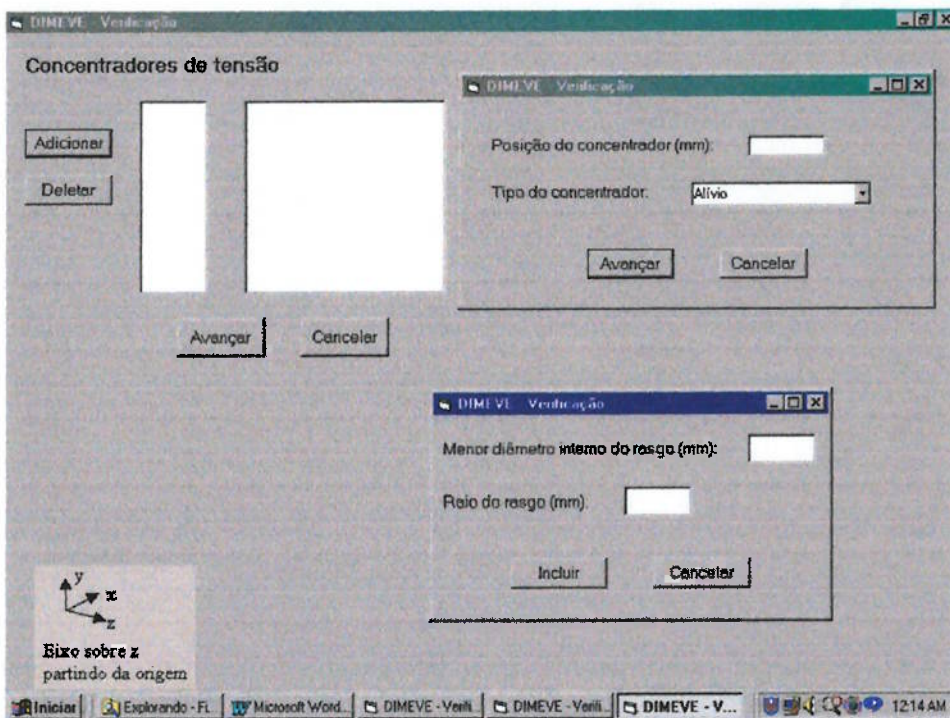 DIMEVE - Verificação
Concentradores de tensão
Adicionar
Deletar
Avançar
Cancelar
DIMEVE - Verificação
Posição do concentrador (mm):
Tipo do concentrador:
Alívio
Avançar
Cancelar
DIMEVE - Verificação
Menor diâmetro interno do rasgo (mm):
Raio do rasgo (mm):
Incluir
Cancelar
y
x
z
Eixo sobre z
partindo da origem
Iniciar
Explorando - Fi...
Microsoft Word...
DIMEVE - Verifi...
DIMEVE - Verifi...
DIMEVE - V...
12:14 AM